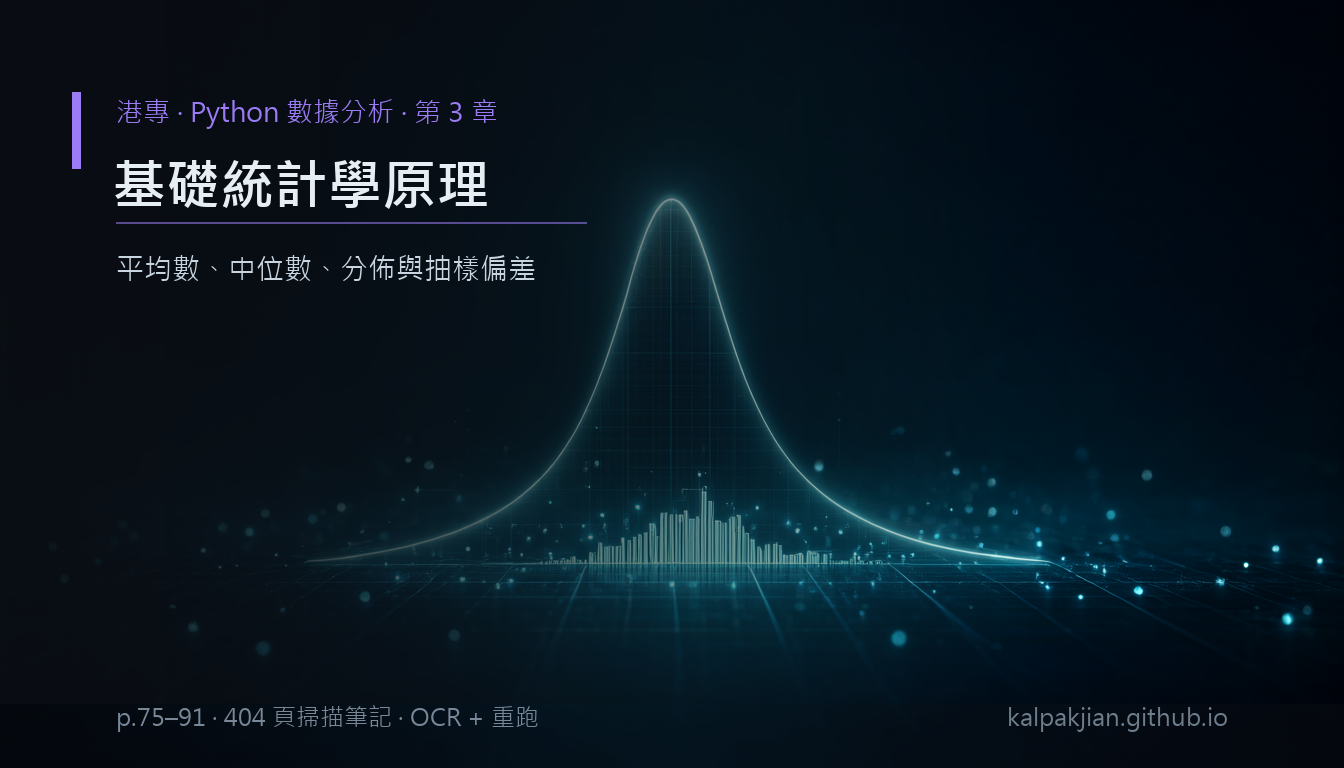 港專 · Python 數據分析 · 第 3 章
基礎統計學原理
平均數、中位數、分佈與抽樣偏差
p.75–91 · 404 頁掃描筆記 · OCR + 重跑
kalpakjian.github.io